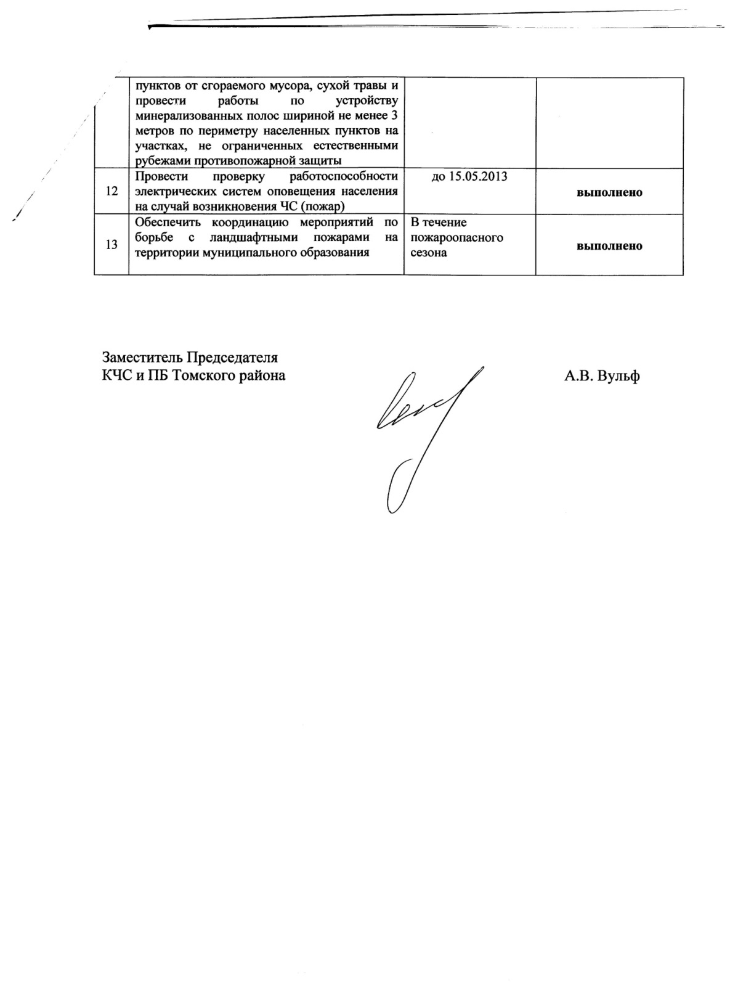 пунктов от сгораемого мусора, сухой травы и
провести работы по устройству
минерализованных полос шириной не менее 3
метров по периметру населенных пунктов на
участках, не ограниченных естественными
рубежами противопожарной защиты
12
Провести проверку работоспособности
электрических систем оповещения населения
на случай возникновения ЧС (пожар)
до 15.05.2013
выполнено
13
Обеспечить координацию мероприятий по
борьбе с ландшафтными пожарами на
территории муниципального образования
В течение
пожароопасного
сезона
выполнено
Заместитель Председателя
КЧС и ПБ Томского района
А.В. Вульф